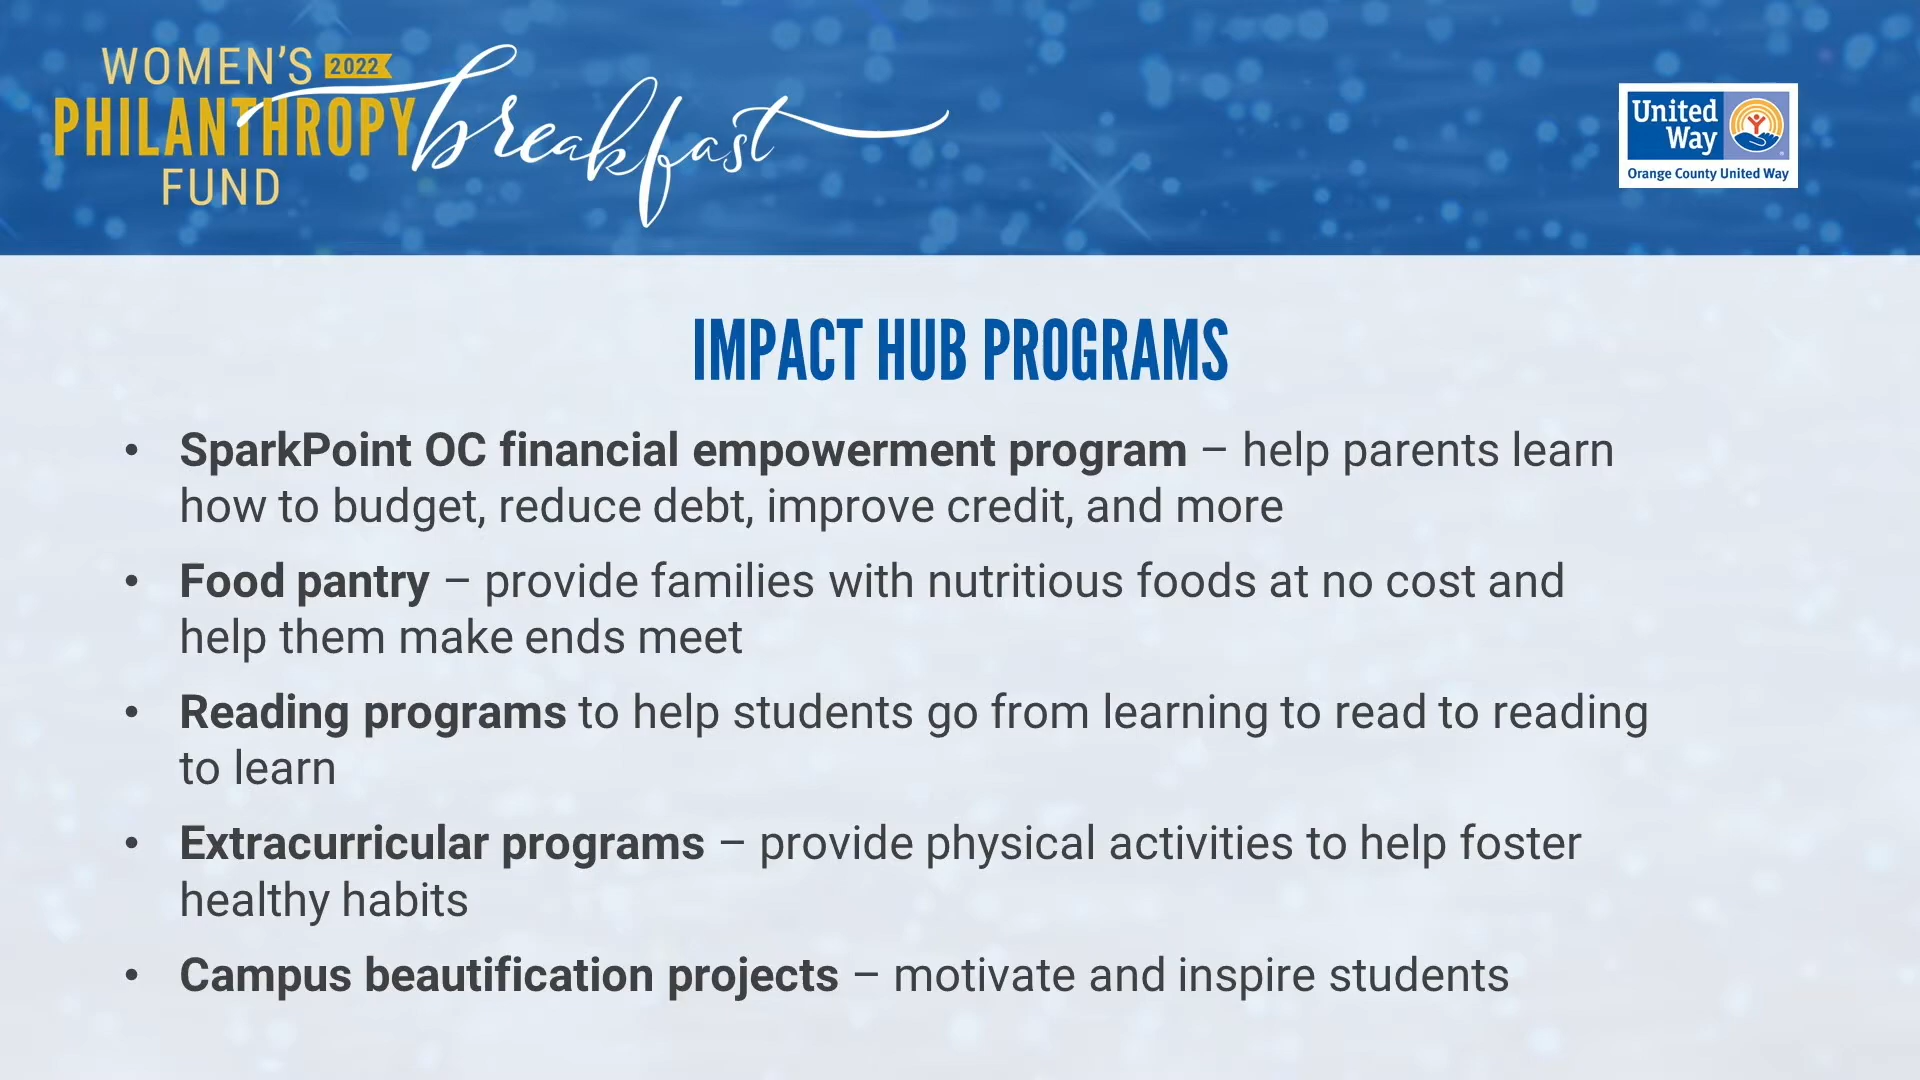 WOMEN'S 2022
PHILANTHROPY breakfast
FUND
United
Way
Orange County United Way
IMPACT HUB PROGRAMS
• SparkPoint OC financial empowerment program – help parents learn
how to budget, reduce debt, improve credit, and more
• Food pantry – provide families with nutritious foods at no cost and
help them make ends meet
• Reading programs to help students go from learning to read to reading
to learn
• Extracurricular programs – provide physical activities to help foster
healthy habits
• Campus beautification projects – motivate and inspire students